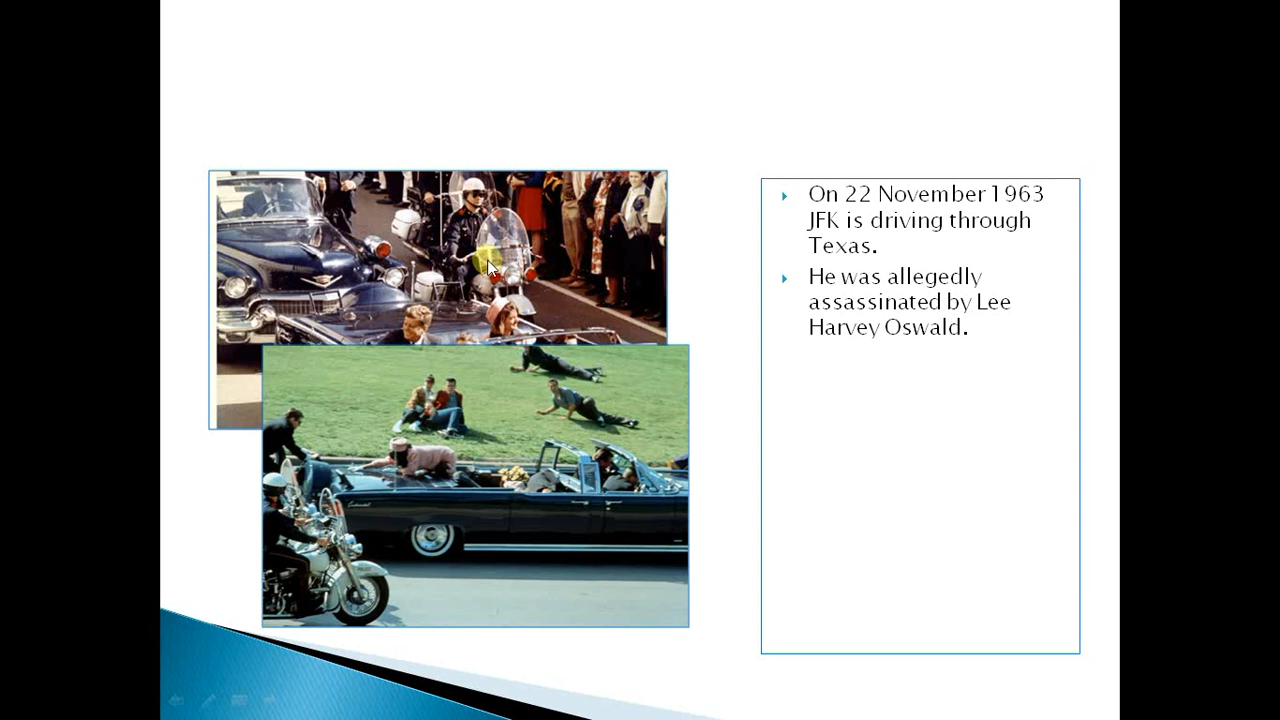 On 22 November 1963
JFK is driving through
Texas.
He was allegedly
assassinated by Lee
Harvey Oswald.